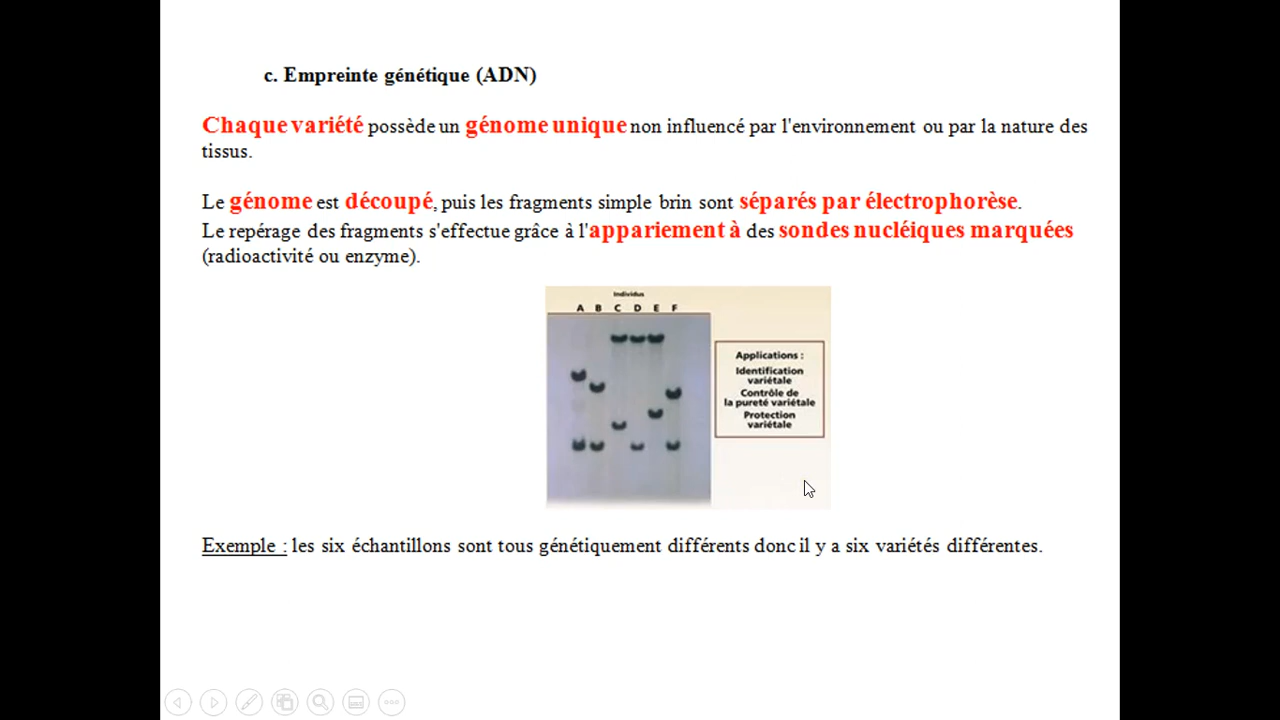 c. Empreinte génétique (ADN)
Chaque variété possède un génome unique non influencé par l'environnement ou par la nature des
tissus.
Le génome est découpé, puis les fragments simple brin sont séparés par électrophorèse.
Le repérage des fragments s'effectue grâce à l'appariement à des sondes nucléiques marquées
(radioactivité ou enzyme).
Individus
A B C D E F
Applications :
Identification
variétale
Contrôle de
la pureté variétale
Protection
variétale
Exemple : les six échantillons sont tous génétiquement différents donc il y a six variétés différentes.